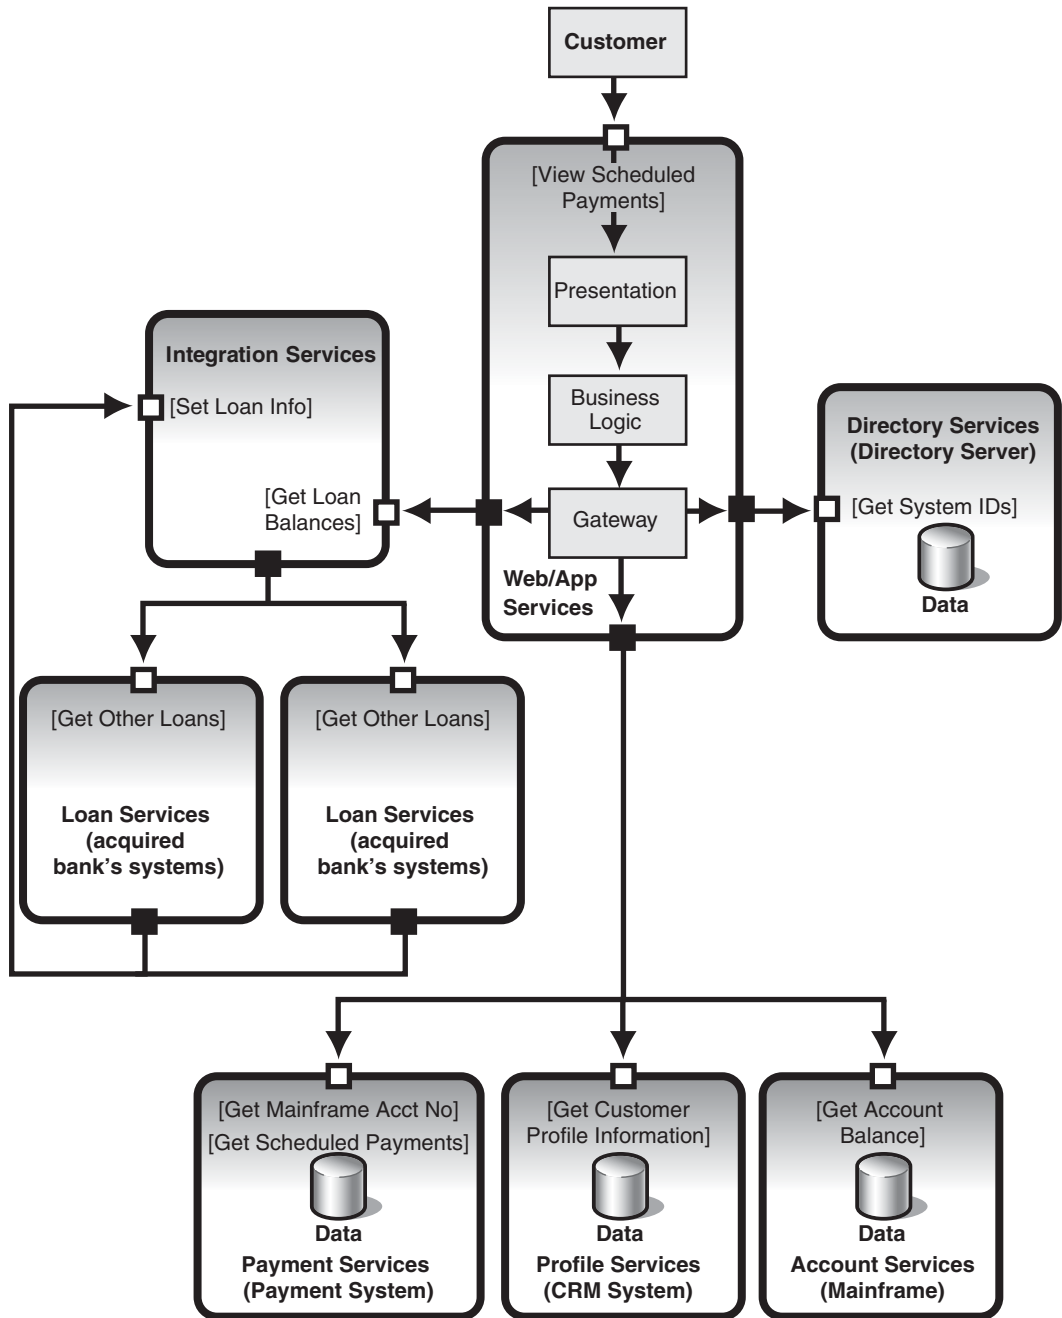 Customer
[View Scheduled
Payments]
Presentation
Business
Logic
Gateway
Web/App
Services
Integration Services
[Set Loan Info]
[Get Loan
Balances]
Directory Services
(Directory Server)
[Get System IDs]
Data
[Get Other Loans]
Loan Services
(acquired
bank's systems)
[Get Other Loans]
Loan Services
(acquired
bank's systems)
[Get Mainframe Acct No]
[Get Scheduled Payments]
Data
Payment Services
(Payment System)
[Get Customer
Profile Information]
Data
Profile Services
(CRM System)
[Get Account
Balance]
Data
Account Services
(Mainframe)